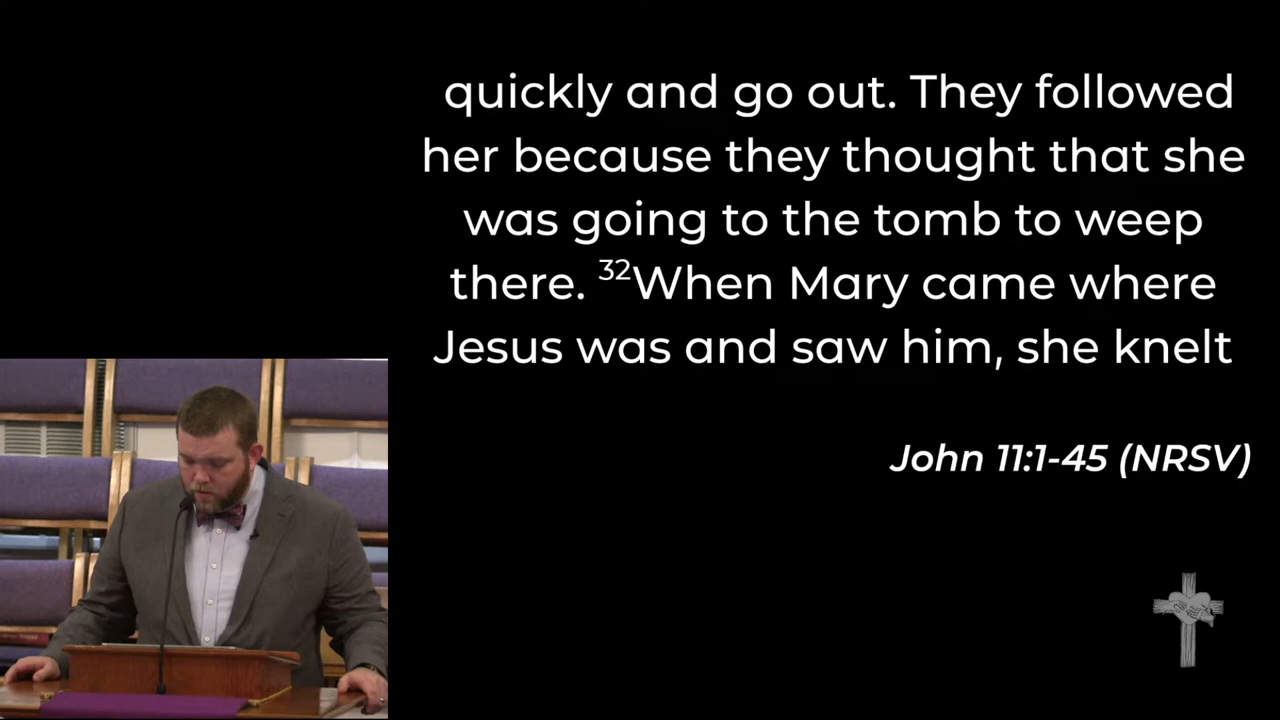 quickly and go out. They followed
her because they thought that she
was going to the tomb to weep
there. ³²When Mary came where
Jesus was and saw him, she knelt
John 11:1-45 (NRSV)